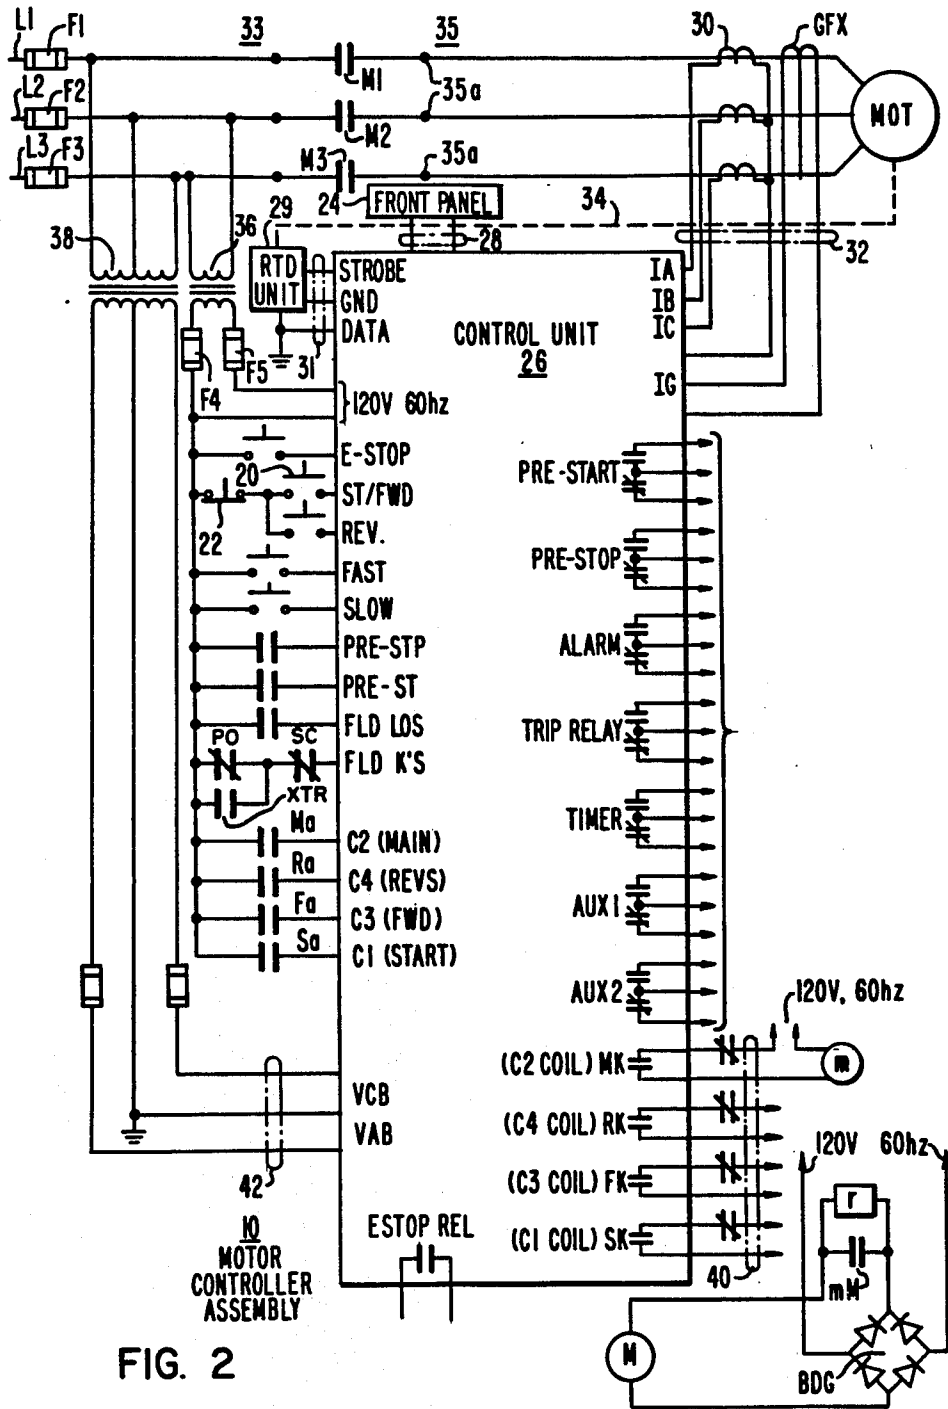 L1 F1 33 35 30 GFX
M1
L2 F2 35a MOT
M2
L3 F3 M3 35a
24 FRONT PANEL 34
38 36 29 28 32
RTD UNIT
STROBE IA
GND IB
DATA IC
31
CONTROL UNIT
26
F4 F5 IG
120V 60hz
E-STOP
20
ST/FWD PRE-START
22 REV.
FAST PRE-STOP
SLOW
PRE-STP ALARM
PRE-ST
FLD LOS TRIP RELAY
PO SC
FLD K'S
XTR
Ma C2 (MAIN) TIMER
Ra C4 (REVS)
Fa C3 (FWD) AUX 1
Sa C1 (START)
AUX 2
120V, 60hz
(C2 COIL) MK m
VCB
(C4 COIL) RK
VAB
120V 60hz
42 (C3 COIL) FK
r
10 ESTOP REL (C1 COIL) SK
MOTOR
CONTROLLER
ASSEMBLY
40 mM
M
BDG
FIG. 2